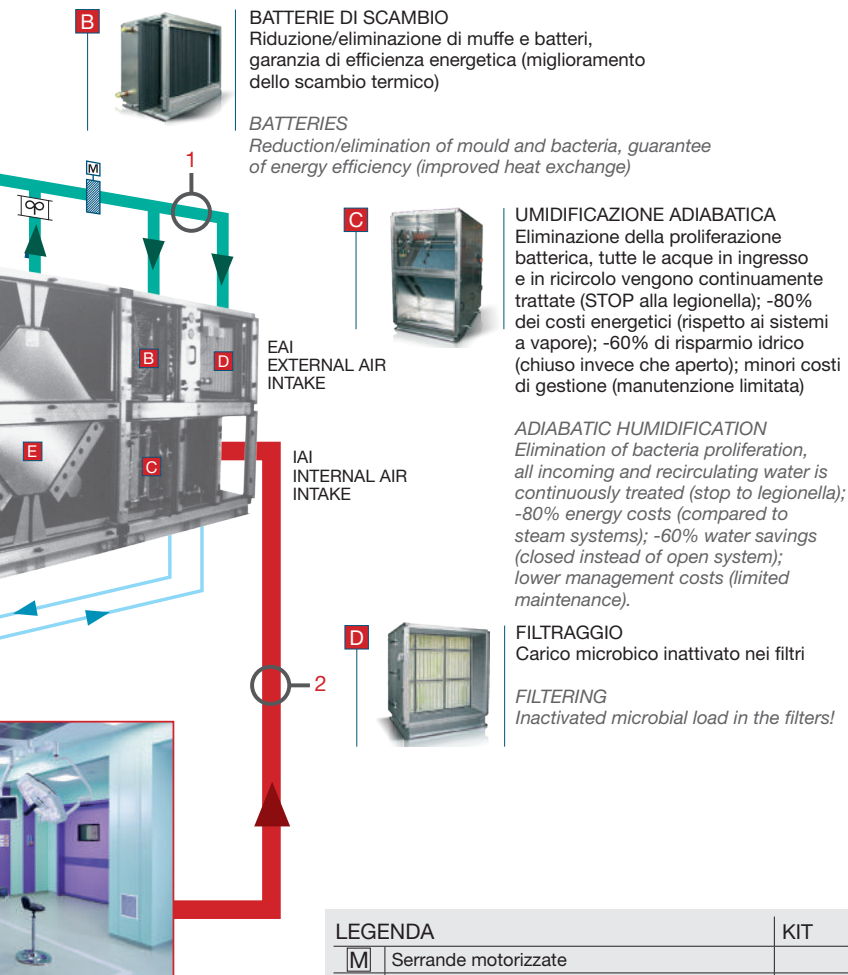 B
BATTERIE DI SCAMBIO
Riduzione/eliminazione di muffe e batteri,
garanzia di efficienza energetica (miglioramento
dello scambio termico)
BATTERIES
Reduction/elimination of mould and bacteria, guarantee
of energy efficiency (improved heat exchange)
1
M
C
UMIDIFICAZIONE ADIABATICA
Eliminazione della proliferazione
batterica, tutte le acque in ingresso
e in ricircolo vengono continuamente
trattate (STOP alla legionella); -80%
dei costi energetici (rispetto ai sistemi
a vapore); -60% di risparmio idrico
(chiuso invece che aperto); minori costi
di gestione (manutenzione limitata)
ADIABATIC HUMIDIFICATION
Elimination of bacteria proliferation,
all incoming and recirculating water is
continuously treated (stop to legionella);
-80% energy costs (compared to
steam systems); -60% water savings
(closed instead of open system);
lower management costs (limited
maintenance).
B
D
EAI
EXTERNAL AIR
INTAKE
E
C
IAI
INTERNAL AIR
INTAKE
D
FILTRAGGIO
Carico microbico inattivato nei filtri
FILTERING
Inactivated microbial load in the filters!
2
LEGENDA
KIT
M
Serrande motorizzate